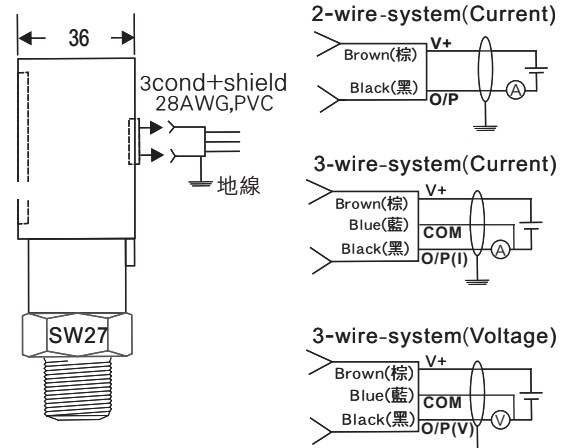 36
3cond+shield
28AWG,PVC
地線
SW27
2-wire-system(Current)
V+
Brown(棕)
Black(黑)
O/P
A
3-wire-system(Current)
V+
Brown(棕)
Blue(藍)
COM
Black(黑)
O/P(I)
A
3-wire-system(Voltage)
V+
Brown(棕)
Blue(藍)
COM
Black(黑)
O/P(V)
V